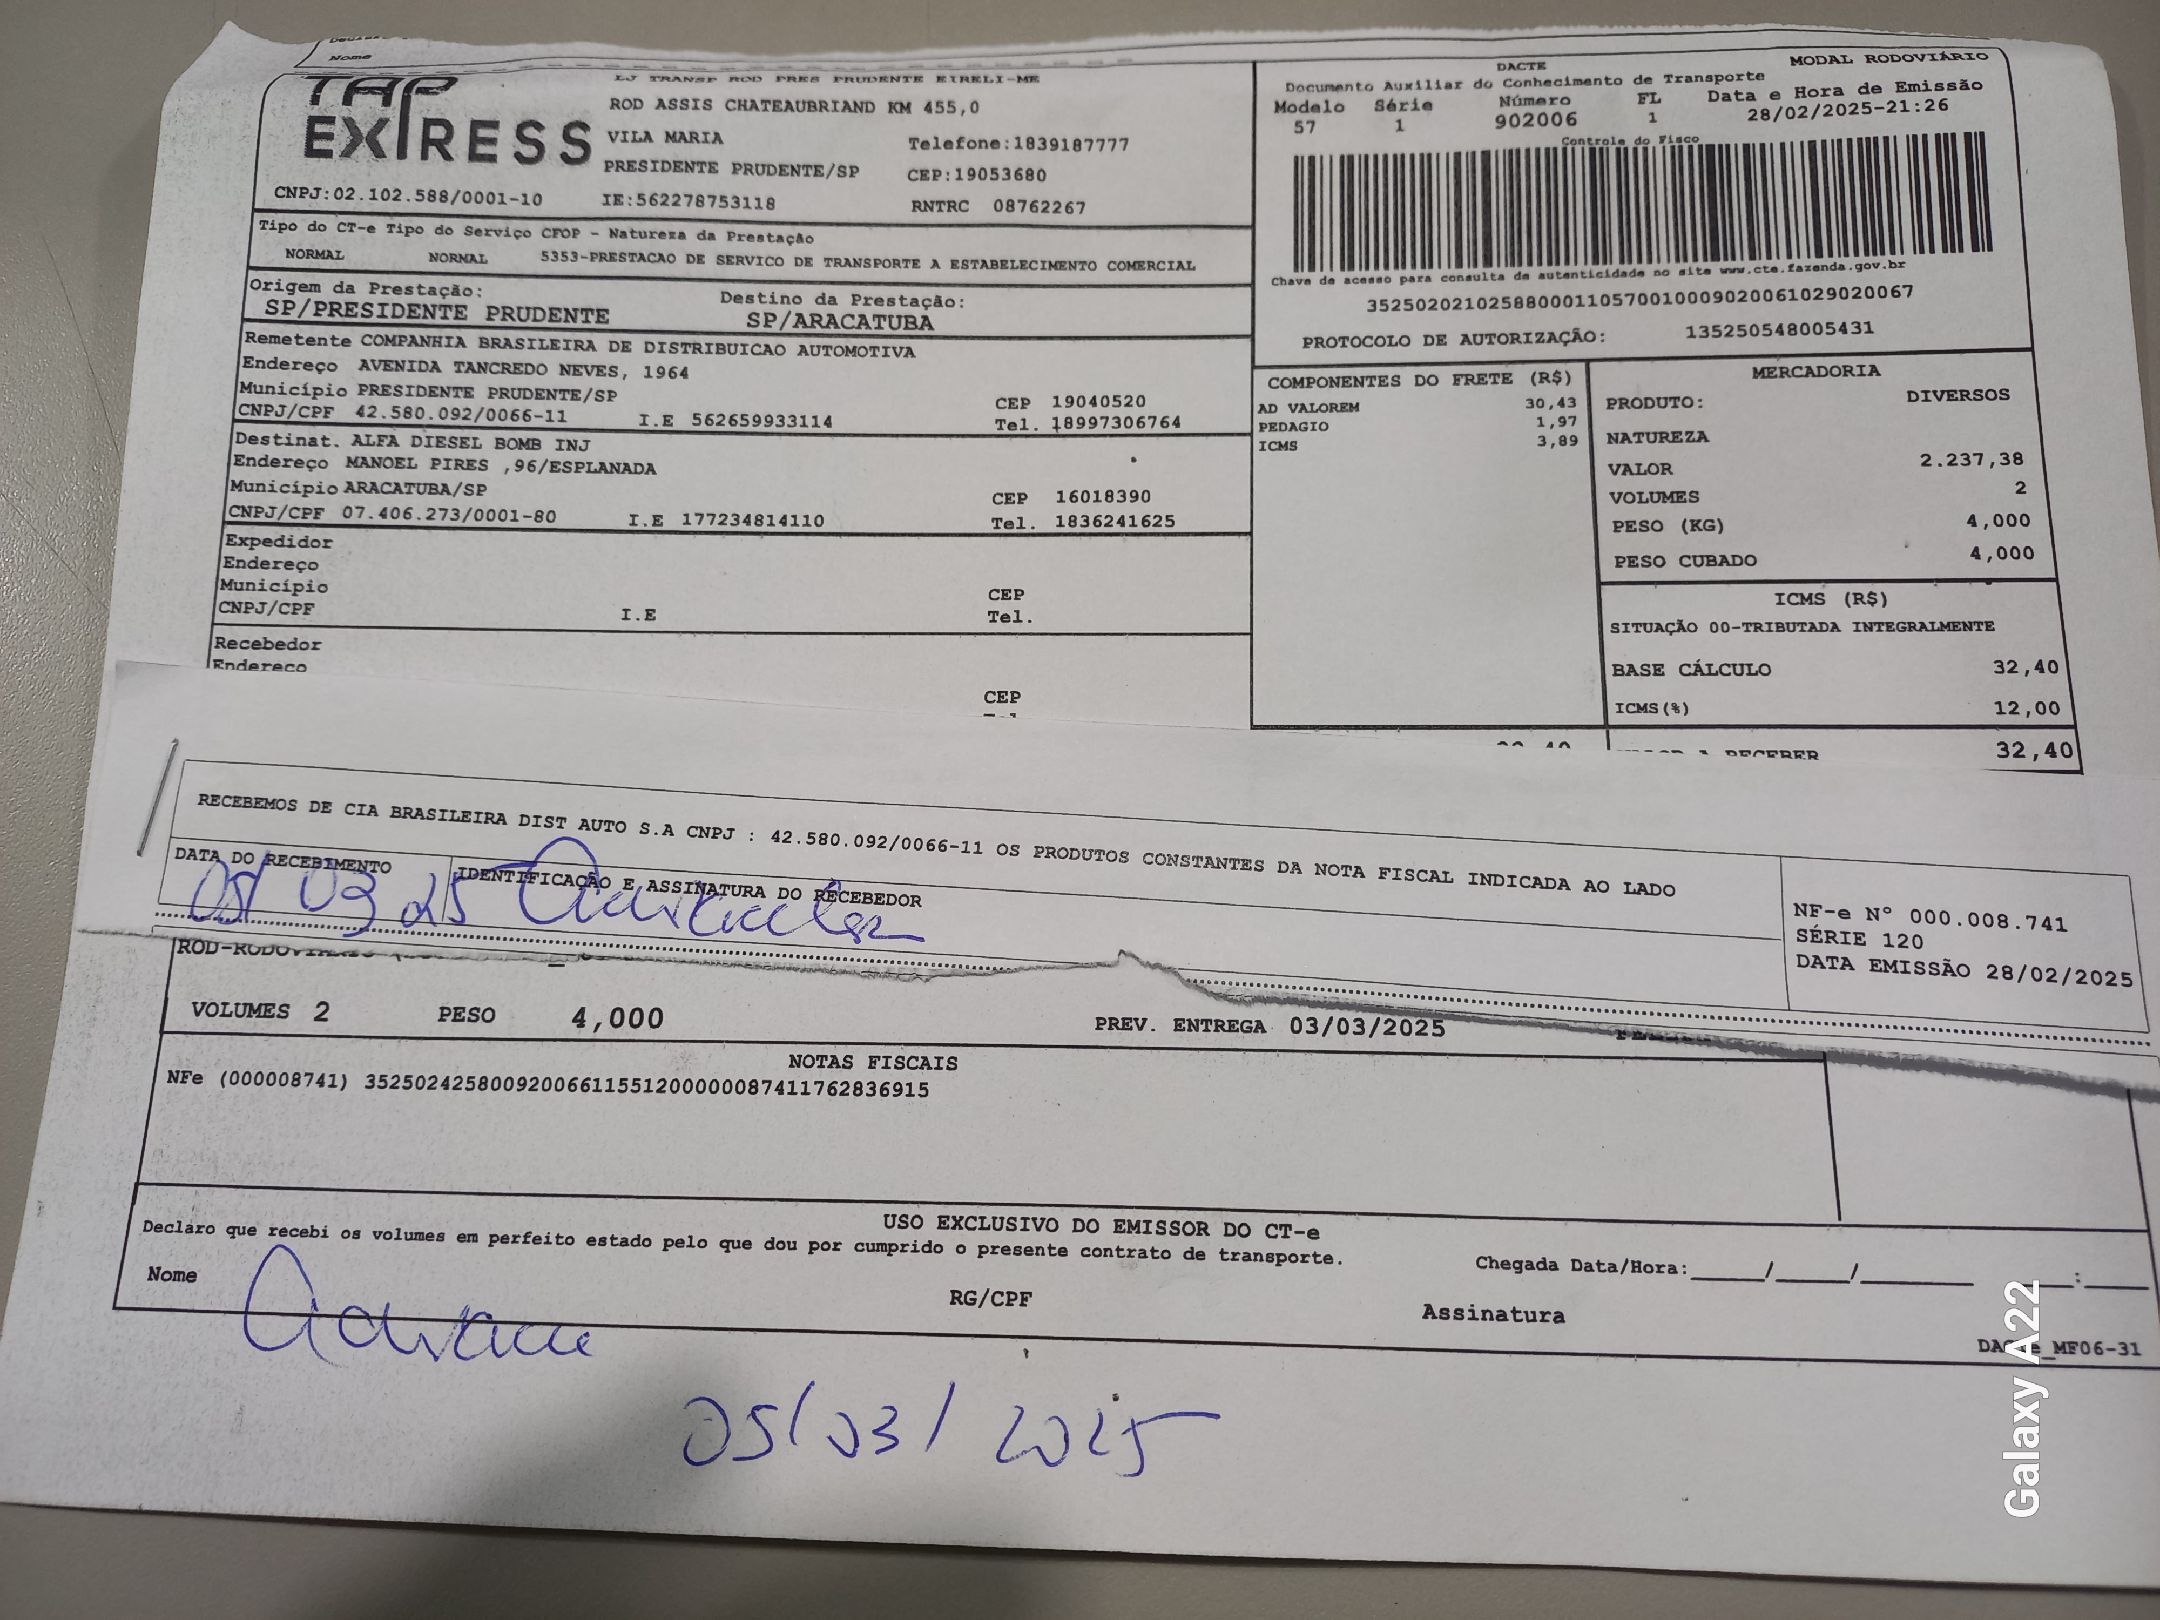 Nome
TAP
EXPRESS
LJ TRANSP ROD PRES PRUDENTE EIRELI-ME
ROD ASSIS CHATEAUBRIAND KM 455,0
VILA MARIA Telefone:1839187777
PRESIDENTE PRUDENTE/SP CEP:19053680
CNPJ:02.102.588/0001-10 IE:562278753118 RNTRC 08762267
DACTE MODAL RODOVIÁRIO
Documento Auxiliar do Conhecimento de Transporte
Modelo Série Número FL Data e Hora de Emissão
57 1 902006 1 28/02/2025-21:26
Controle do Fisco
Chave de acesso para consulta de autenticidade no site www.cte.fazenda.gov.br
35250202102588000110570010009020061029020067
PROTOCOLO DE AUTORIZAÇÃO: 135250548005431
Tipo do CT-e Tipo do Serviço CFOP - Natureza da Prestação
NORMAL NORMAL 5353-PRESTACAO DE SERVICO DE TRANSPORTE A ESTABELECIMENTO COMERCIAL
Origem da Prestação: Destino da Prestação:
SP/PRESIDENTE PRUDENTE SP/ARACATUBA
Remetente COMPANHIA BRASILEIRA DE DISTRIBUICAO AUTOMOTIVA
Endereço AVENIDA TANCREDO NEVES, 1964
Município PRESIDENTE PRUDENTE/SP CEP 19040520
CNPJ/CPF 42.580.092/0066-11 I.E 562659933114 Tel. 18997306764
Destinat. ALFA DIESEL BOMB INJ
Endereço MANOEL PIRES ,96/ESPLANADA
Município ARACATUBA/SP CEP 16018390
CNPJ/CPF 07.406.273/0001-80 I.E 177234814110 Tel. 1836241625
Expedidor
Endereço
Município CEP
CNPJ/CPF I.E Tel.
Recebedor
Endereço
CEP
COMPONENTES DO FRETE (R$)
AD VALOREM 30,43
PEDAGIO 1,97
ICMS 3,89
MERCADORIA
PRODUTO: DIVERSOS
NATUREZA
VALOR 2.237,38
VOLUMES 2
PESO (KG) 4,000
PESO CUBADO 4,000
ICMS (R$)
SITUAÇÃO 00-TRIBUTADA INTEGRALMENTE
BASE CÁLCULO 32,40
ICMS(%) 12,00
A RECEBER 32,40
RECEBEMOS DE CIA BRASILEIRA DIST AUTO S.A CNPJ : 42.580.092/0066-11 OS PRODUTOS CONSTANTES DA NOTA FISCAL INDICADA AO LADO
DATA DO RECEBIMENTO IDENTIFICAÇÃO E ASSINATURA DO RECEBEDOR
05/03 25
NF-e Nº 000.008.741
SÉRIE 120
DATA EMISSÃO 28/02/2025
ROD-RODOVIÁRIO
VOLUMES 2 PESO 4,000 PREV. ENTREGA 03/03/2025
NOTAS FISCAIS
NFe (000008741) 35250242580092006611551200000087411762836915
USO EXCLUSIVO DO EMISSOR DO CT-e
Declaro que recebi os volumes em perfeito estado pelo que dou por cumprido o presente contrato de transporte.
Chegada Data/Hora:_____/_____/_______ ___:____
Nome RG/CPF Assinatura
05/03/2025
Galaxy A22